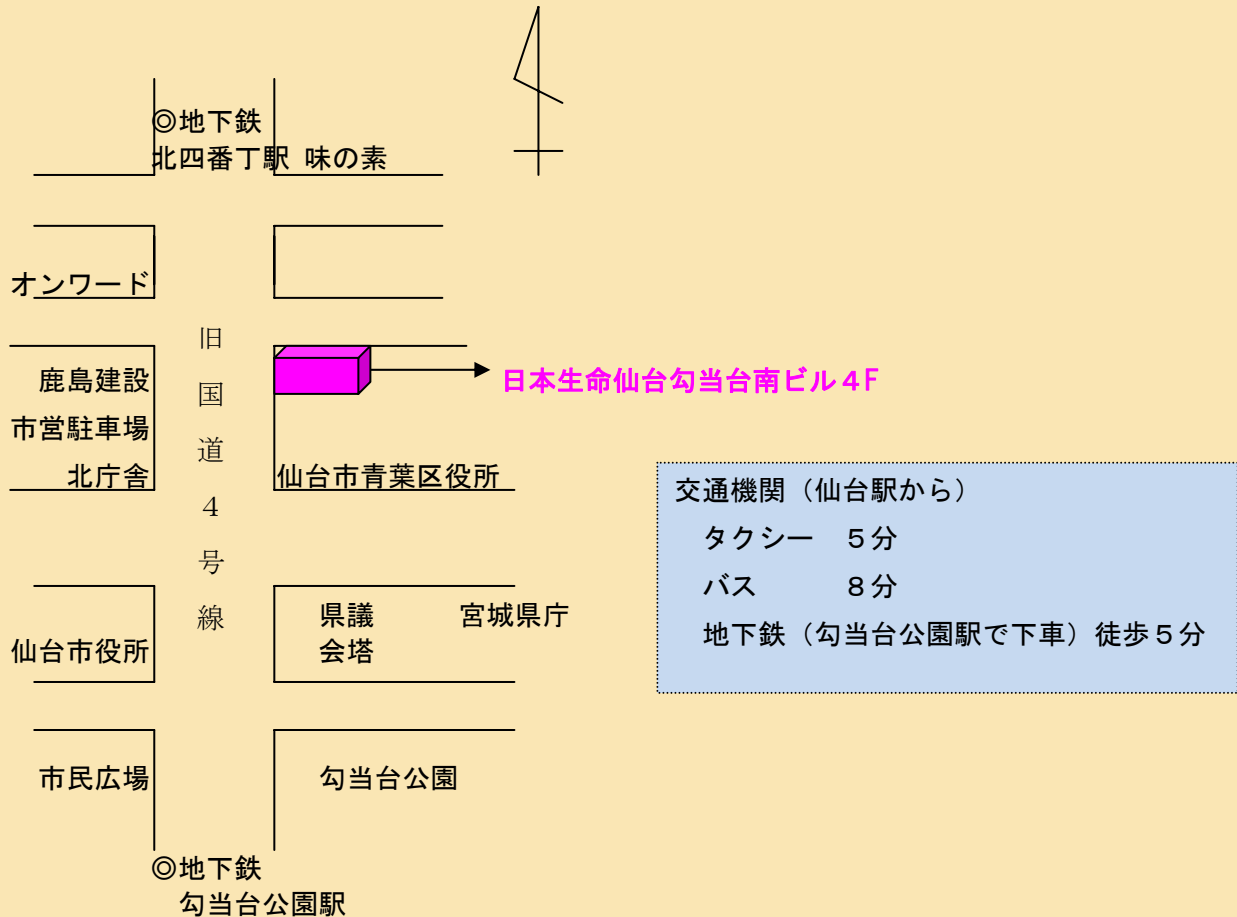 ◎地下鉄
北四番丁駅 味の素
オンワード
旧国道4号線
鹿島建設
日本生命仙台勾当台南ビル4F
市営駐車場
北庁舎
仙台市青葉区役所
交通機関（仙台駅から）
タクシー　5分
バス　　　8分
地下鉄（勾当台公園駅で下車）徒歩5分
県議
会塔
宮城県庁
仙台市役所
市民広場
勾当台公園
◎地下鉄
勾当台公園駅